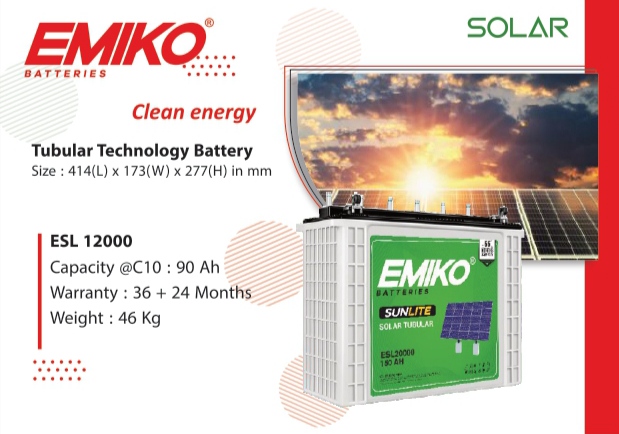 EMIKO®
BATTERIES
SOLAR
Clean energy
Tubular Technology Battery
Size : 414(L) x 173(W) x 277(H) in mm
ESL 12000
Capacity @C10 : 90 Ah
Warranty : 36 + 24 Months
Weight : 46 Kg
EMIKO
BATTERIES
SUNLITE
SOLAR TUBULAR
ESL20000
150 AH